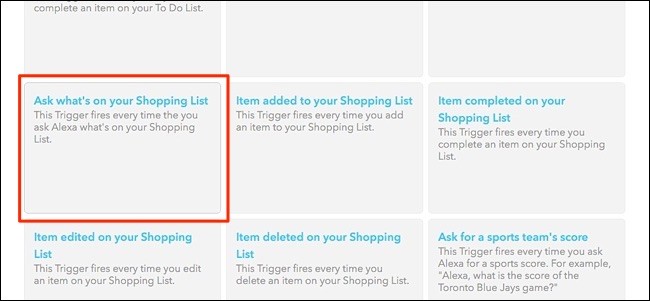 complete an item on your To Do List.
Ask what's on your Shopping List
This Trigger fires every time the you
ask Alexa what's on your Shopping
List.
Item added to your Shopping List
This Trigger fires every time you add
an item to your Shopping List.
Item completed on your
Shopping List
This Trigger fires every time you
complete an item on your Shopping
List.
Item edited on your Shopping
List
This Trigger fires every time you edit
an item on your Shopping List.
Item deleted on your Shopping
List
This Trigger fires every time you
delete an item on your Shopping List.
Ask for a sports team's score
This Trigger fires every time you ask
Alexa for a sports score. For example,
"Alexa, what is the score of the
Toronto Blue Jays game?"